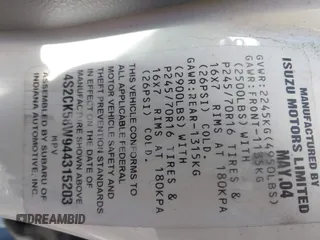 ISUZU MOTORS LIMITED
MAY.04
GVWR:2245KG(4950LBS)
GAWR:FRONT-1135KG
(2500LBS)WITH
P245/70R16 TIRES &
16X7 RIMS AT 180KPA
(26PSI) COLD.
GAWR:REAR-1315KG
(2900LBS)WITH
P245/70R16 TIRES &
16X7 RIMS AT 180KPA
(26PSI) COLD.
THIS VEHICLE CONFORMS TO
ALL APPLICABLE FEDERAL
MOTOR VEHICLE SAFETY AND
THEFT PREVENTION STANDARDS
IN EFFECT ON THE DATE OF
MANUFACTURE SHOWN ABOVE.
4S2CK58W944315203
MPV
ASSEMBLED BY SUBARU OF
INDIANA AUTOMOTIVE, INC.
DREAMBID